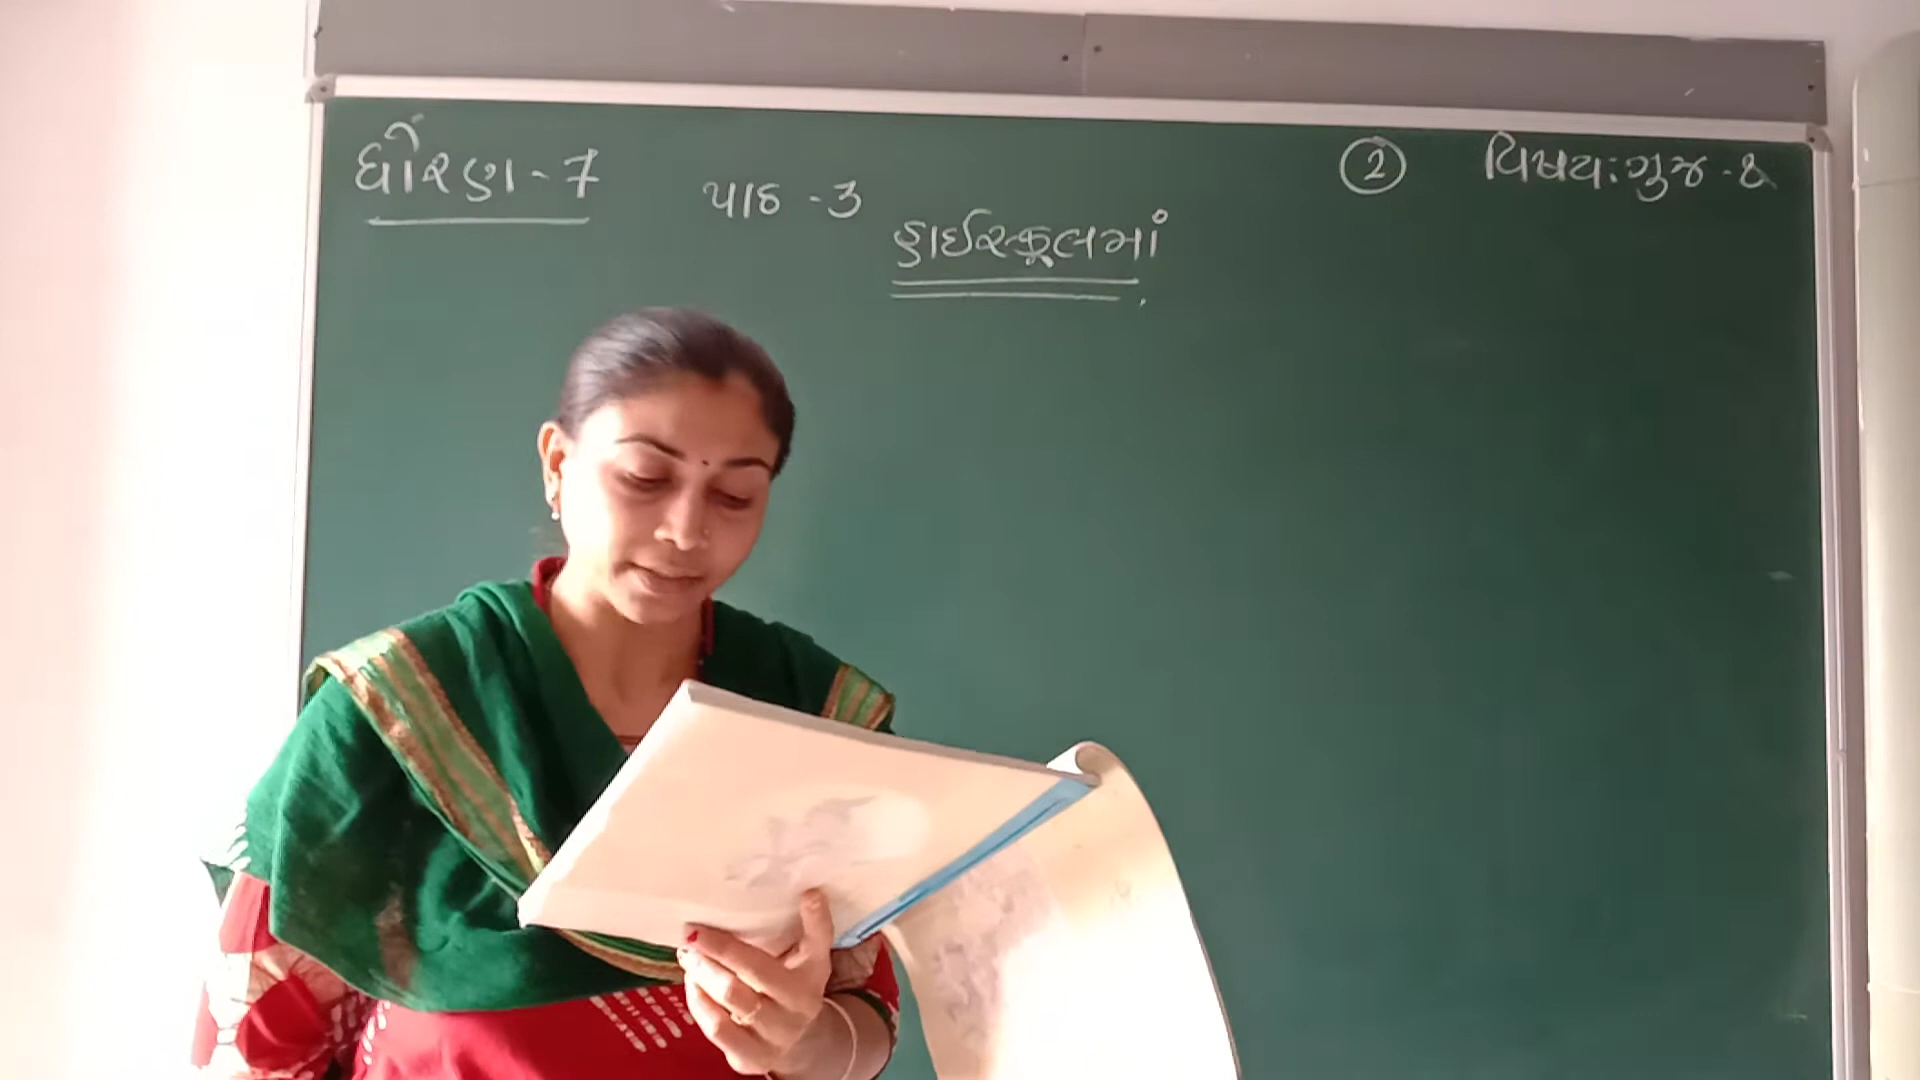 ધોરણ - 7
પાઠ - 3
② વિષય: ગુજ.
હાઈસ્કૂલમાં